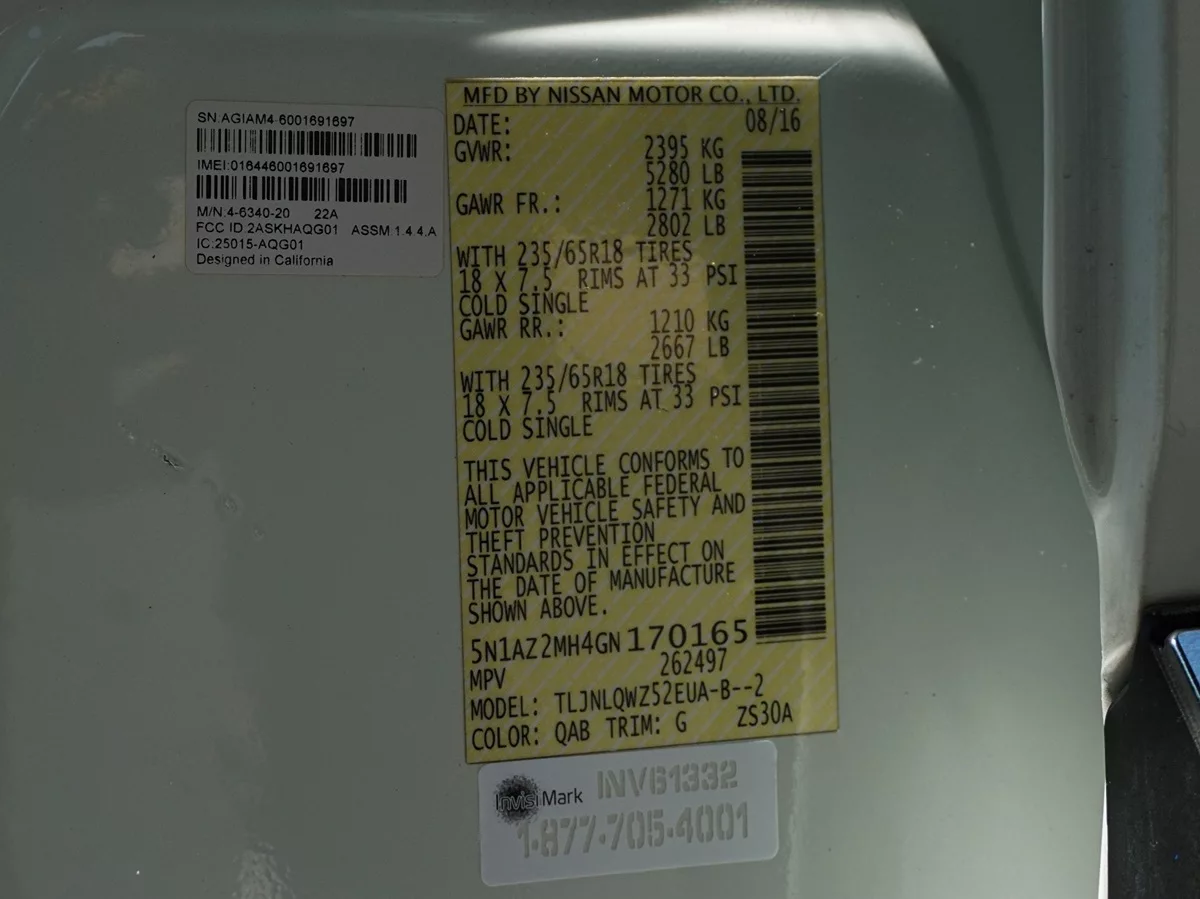 SN:AGIAM4-6001691697
IMEI:016446001691697
M/N:4-6340-20 22A
FCC ID:2ASKHAQG01 ASSM:1.4 4.A
IC:25015-AQG01
Designed in California
MFD BY NISSAN MOTOR CO., LTD.
DATE: 08/16
GVWR: 2395 KG
5280 LB
GAWR FR.: 1271 KG
2802 LB
WITH 235/65R18 TIRES
18 X 7.5 RIMS AT 33 PSI
COLD SINGLE
GAWR RR.: 1210 KG
2667 LB
WITH 235/65R18 TIRES
18 X 7.5 RIMS AT 33 PSI
COLD SINGLE
THIS VEHICLE CONFORMS TO
ALL APPLICABLE FEDERAL
MOTOR VEHICLE SAFETY AND
THEFT PREVENTION
STANDARDS IN EFFECT ON
THE DATE OF MANUFACTURE
SHOWN ABOVE.
5N1AZ2MH4GN170165
MPV 262497
MODEL: TLJNLQWZ52EUA-B--2
COLOR: QAB TRIM: G ZS30A
InvisiMark INV61332
1-877-705-4001